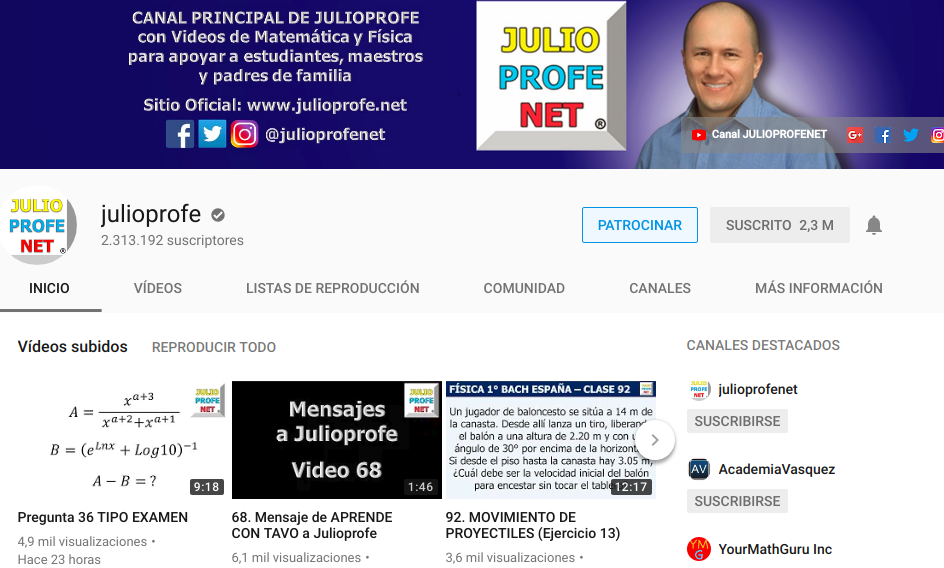 CANAL PRINCIPAL DE JULIOPROFE
con Videos de Matemática y Física
para apoyar a estudiantes, maestros
y padres de familia
Sitio Oficial: www.julioprofe.net
@julioprofenet
JULIO
PROFE
NET ®
Canal JULIOPROFENET
G+
JULIO
PROFE
NET ®
julioprofe
2.313.192 suscriptores
PATROCINAR
SUSCRITO 2,3 M
INICIO
VÍDEOS
LISTAS DE REPRODUCCIÓN
COMUNIDAD
CANALES
MÁS INFORMACIÓN
Vídeos subidos
REPRODUCIR TODO
A = x^{a+3} / x^{a+2}+x^{a+1}
B = (e^{Lnx} + Log10)^{-1}
A − B = ?
JULIO
PROFE
NET
9:18
Pregunta 36 TIPO EXAMEN
4,9 mil visualizaciones •
Hace 23 horas
Mensajes
a Julioprofe
Video 68
JULIO
PROFE
NET
1:46
68. Mensaje de APRENDE
CON TAVO a Julioprofe
6,1 mil visualizaciones •
FÍSICA 1º BACH ESPAÑA – CLASE 92
Un jugador de baloncesto se sitúa a 14 m de
la canasta. Desde allí lanza un tiro, liberando
el balón a una altura de 2.20 m y con
ángulo de 30º por encima de la
Si desde el piso hasta la canasta hay 3.05 m,
¿Cuál debe ser la velocidad inicial del balón
para encestar sin tocar el
12:17
92. MOVIMIENTO DE
PROYECTILES (Ejercicio 13)
3,6 mil visualizaciones •
CANALES DESTACADOS
julioprofenet
SUSCRIBIRSE
AV
AcademiaVasquez
SUSCRIBIRSE
YM
G
YourMathGuru Inc